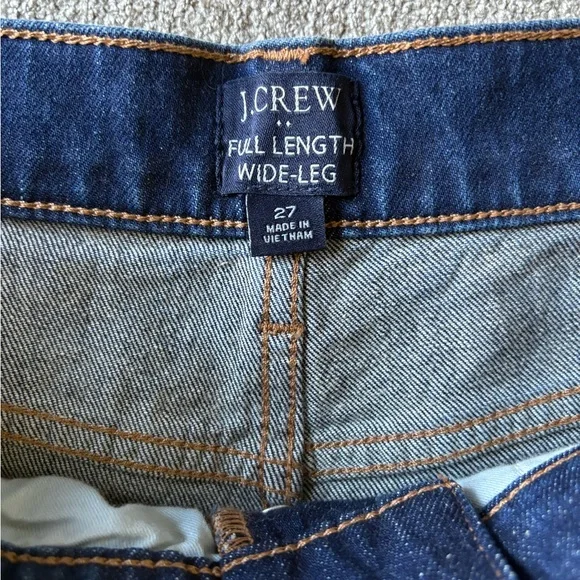 J.CREW
FULL LENGTH
WIDE-LEG
27
MADE IN
VIETNAM